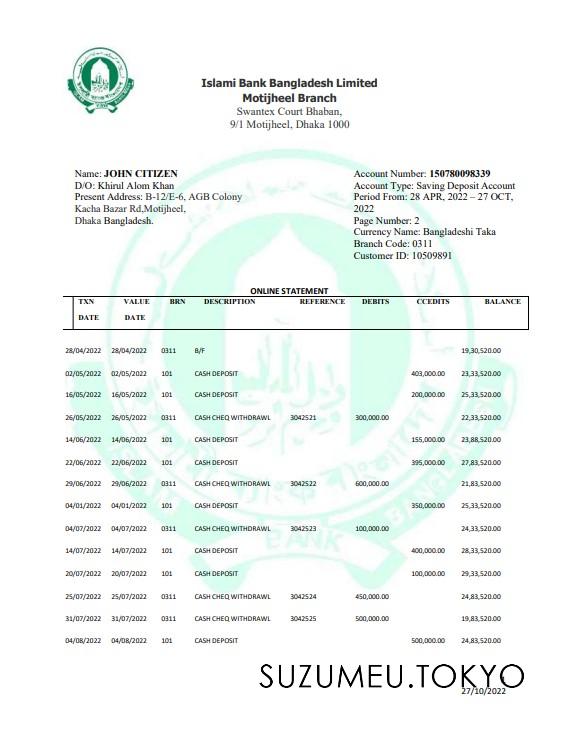 Islami Bank Bangladesh Limited
Motijheel Branch
Swantex Court Bhaban,
9/1 Motijheel, Dhaka 1000
Name: JOHN CITIZEN
D/O: Khirul Alom Khan
Present Address: B-12/E-6, AGB Colony
Kacha Bazar Rd,Motijheel,
Dhaka Bangladesh.
Account Number: 150780098339
Account Type: Saving Deposit Account
Period From: 28 APR, 2022 – 27 OCT,
2022
Page Number: 2
Currency Name: Bangladeshi Taka
Branch Code: 0311
Customer ID: 10509891
ONLINE STATEMENT
TXN DATE VALUE DATE BRN DESCRIPTION REFERENCE DEBITS CCEDITS BALANCE
28/04/2022 28/04/2022 0311 B/F 19,30,520.00
02/05/2022 02/05/2022 101 CASH DEPOSIT 403,000.00 23,33,520.00
16/05/2022 16/05/2022 101 CASH DEPOSIT 200,000.00 25,33,520.00
26/05/2022 26/05/2022 0311 CASH CHEQ WITHDRAWL 3042521 300,000.00 22,33,520.00
14/06/2022 14/06/2022 101 CASH DEPOSIT 155,000.00 23,88,520.00
22/06/2022 22/06/2022 101 CASH DEPOSIT 395,000.00 27,83,520.00
29/06/2022 29/06/2022 0311 CASH CHEQ WITHDRAWL 3042522 600,000.00 21,83,520.00
04/01/2022 04/01/2022 101 CASH DEPOSIT 350,000.00 25,33,520.00
04/07/2022 04/07/2022 0311 CASH CHEQ WITHDRAWL 3042523 100,000.00 24,33,520.00
14/07/2022 14/07/2022 101 CASH DEPOSIT 400,000.00 28,33,520.00
20/07/2022 20/07/2022 101 CASH DEPOSIT 100,000.00 29,33,520.00
25/07/2022 25/07/2022 0311 CASH CHEQ WITHDRAWL 3042524 450,000.00 24,83,520.00
31/07/2022 31/07/2022 0311 CASH CHEQ WITHDRAWL 3042525 500,000.00 19,83,520.00
04/08/2022 04/08/2022 101 CASH DEPOSIT 500,000.00 24,83,520.00
BANK
SUZUMEU.TOKYO
27/10/2022